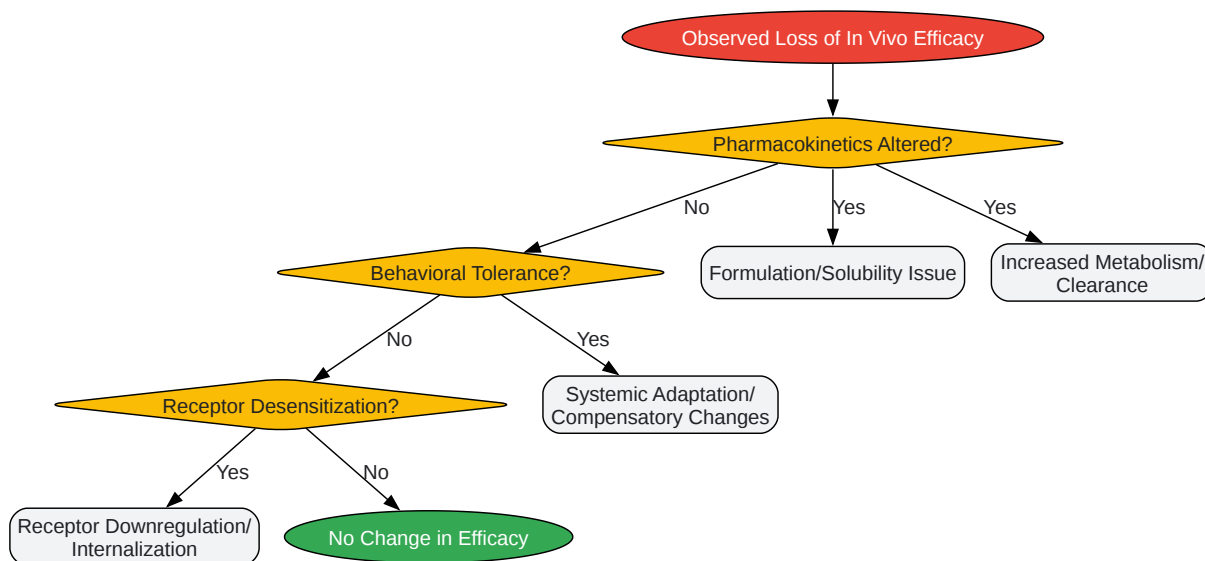 Observed Loss of In Vivo Efficacy
Pharmacokinetics Altered?
No
Yes
Yes
Behavioral Tolerance?
Formulation/Solubility Issue
Increased Metabolism/
Clearance
No
Yes
Receptor Desensitization?
Systemic Adaptation/
Compensatory Changes
Yes
No
Receptor Downregulation/
Internalization
No Change in Efficacy